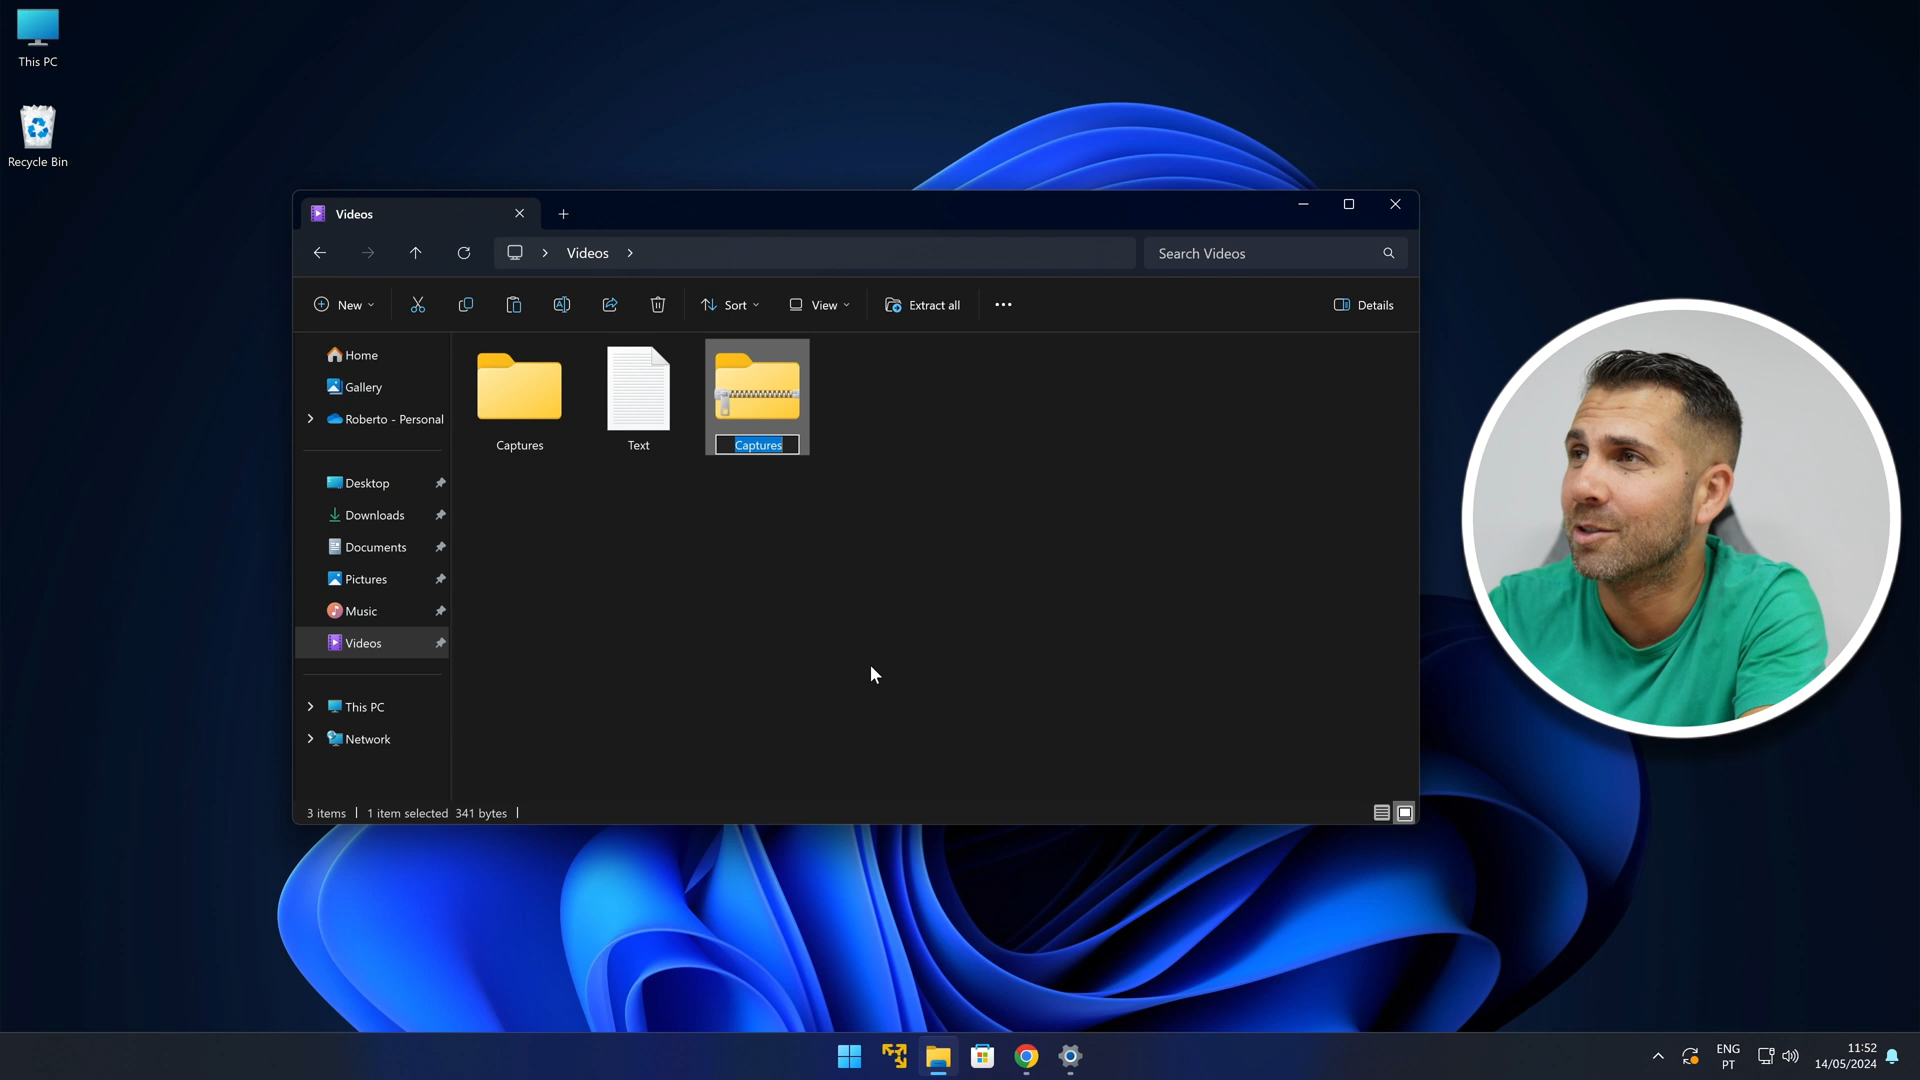 This PC
Recycle Bin
Videos
Videos
Search Videos
New
Sort
View
Extract all
Details
Home
Gallery
Roberto - Personal
Desktop
Downloads
Documents
Pictures
Music
Videos
This PC
Network
Captures
Text
Captures
3 items
1 item selected
341 bytes
ENG
PT
11:52
14/05/2024